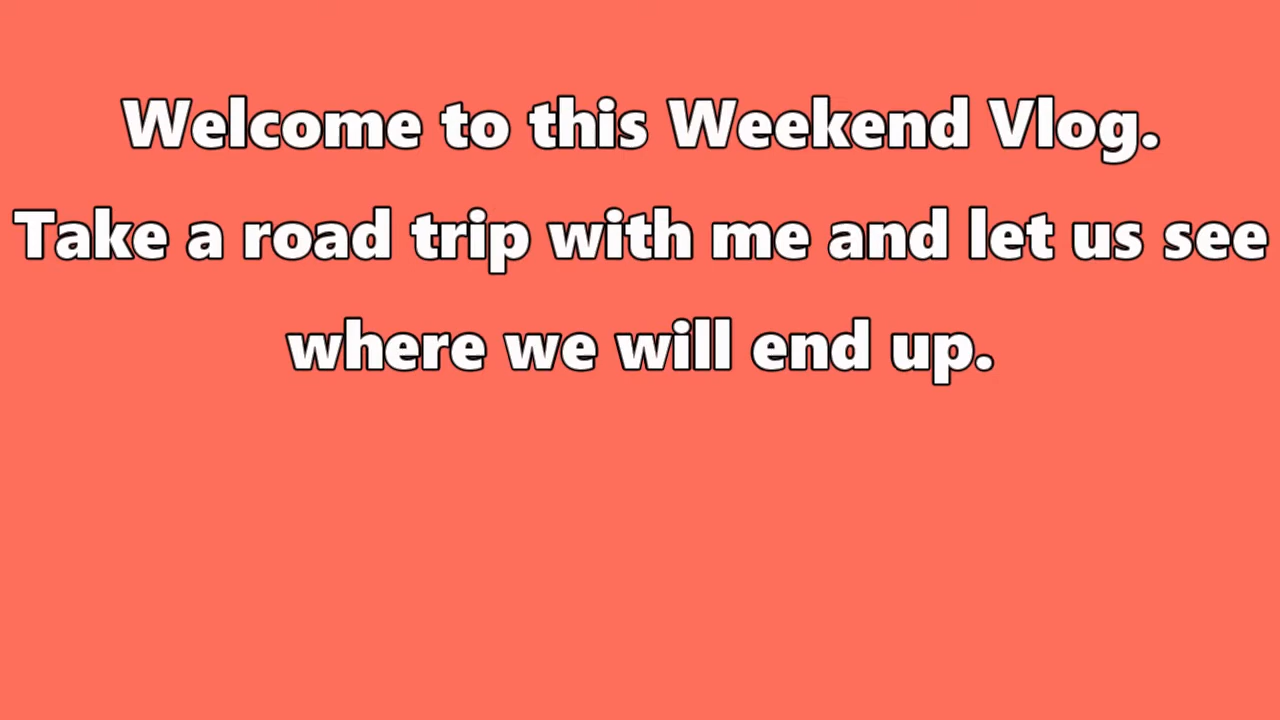 Welcome to this Weekend Vlog.
Take a road trip with me and let us see
where we will end up.